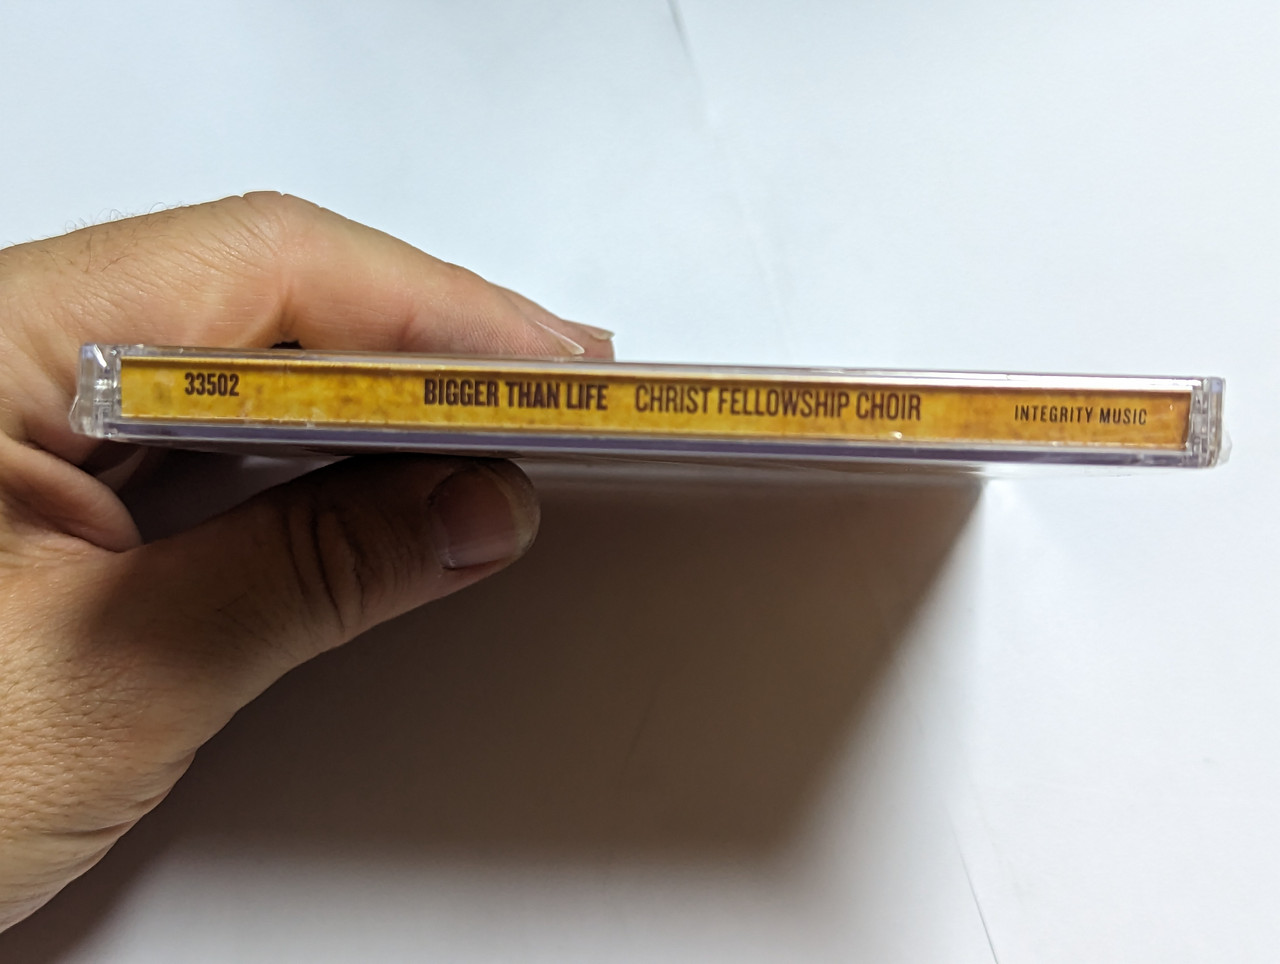 33502 BIGGER THAN LIFE CHRIST FELLOWSHIP CHOIR INTEGRITY MUSIC